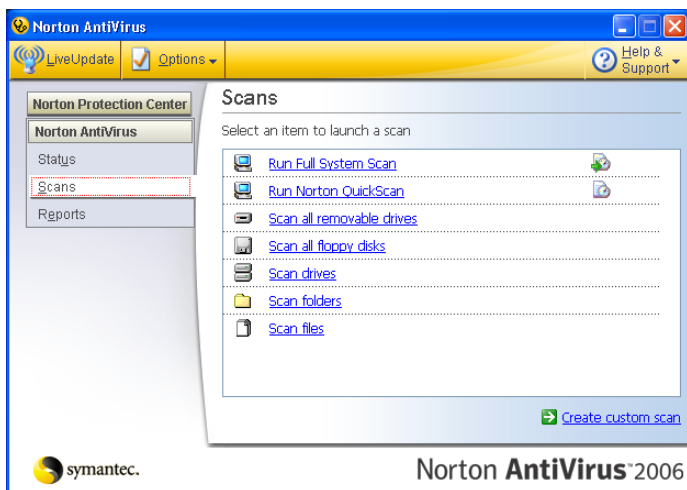 Norton AntiVirus
LiveUpdate Options Help & Support
Norton Protection Center
Norton AntiVirus
Status
Scans
Reports
Scans
Select an item to launch a scan
Run Full System Scan
Run Norton QuickScan
Scan all removable drives
Scan all floppy disks
Scan drives
Scan folders
Scan files
Create custom scan
symantec.
Norton AntiVirus™ 2006